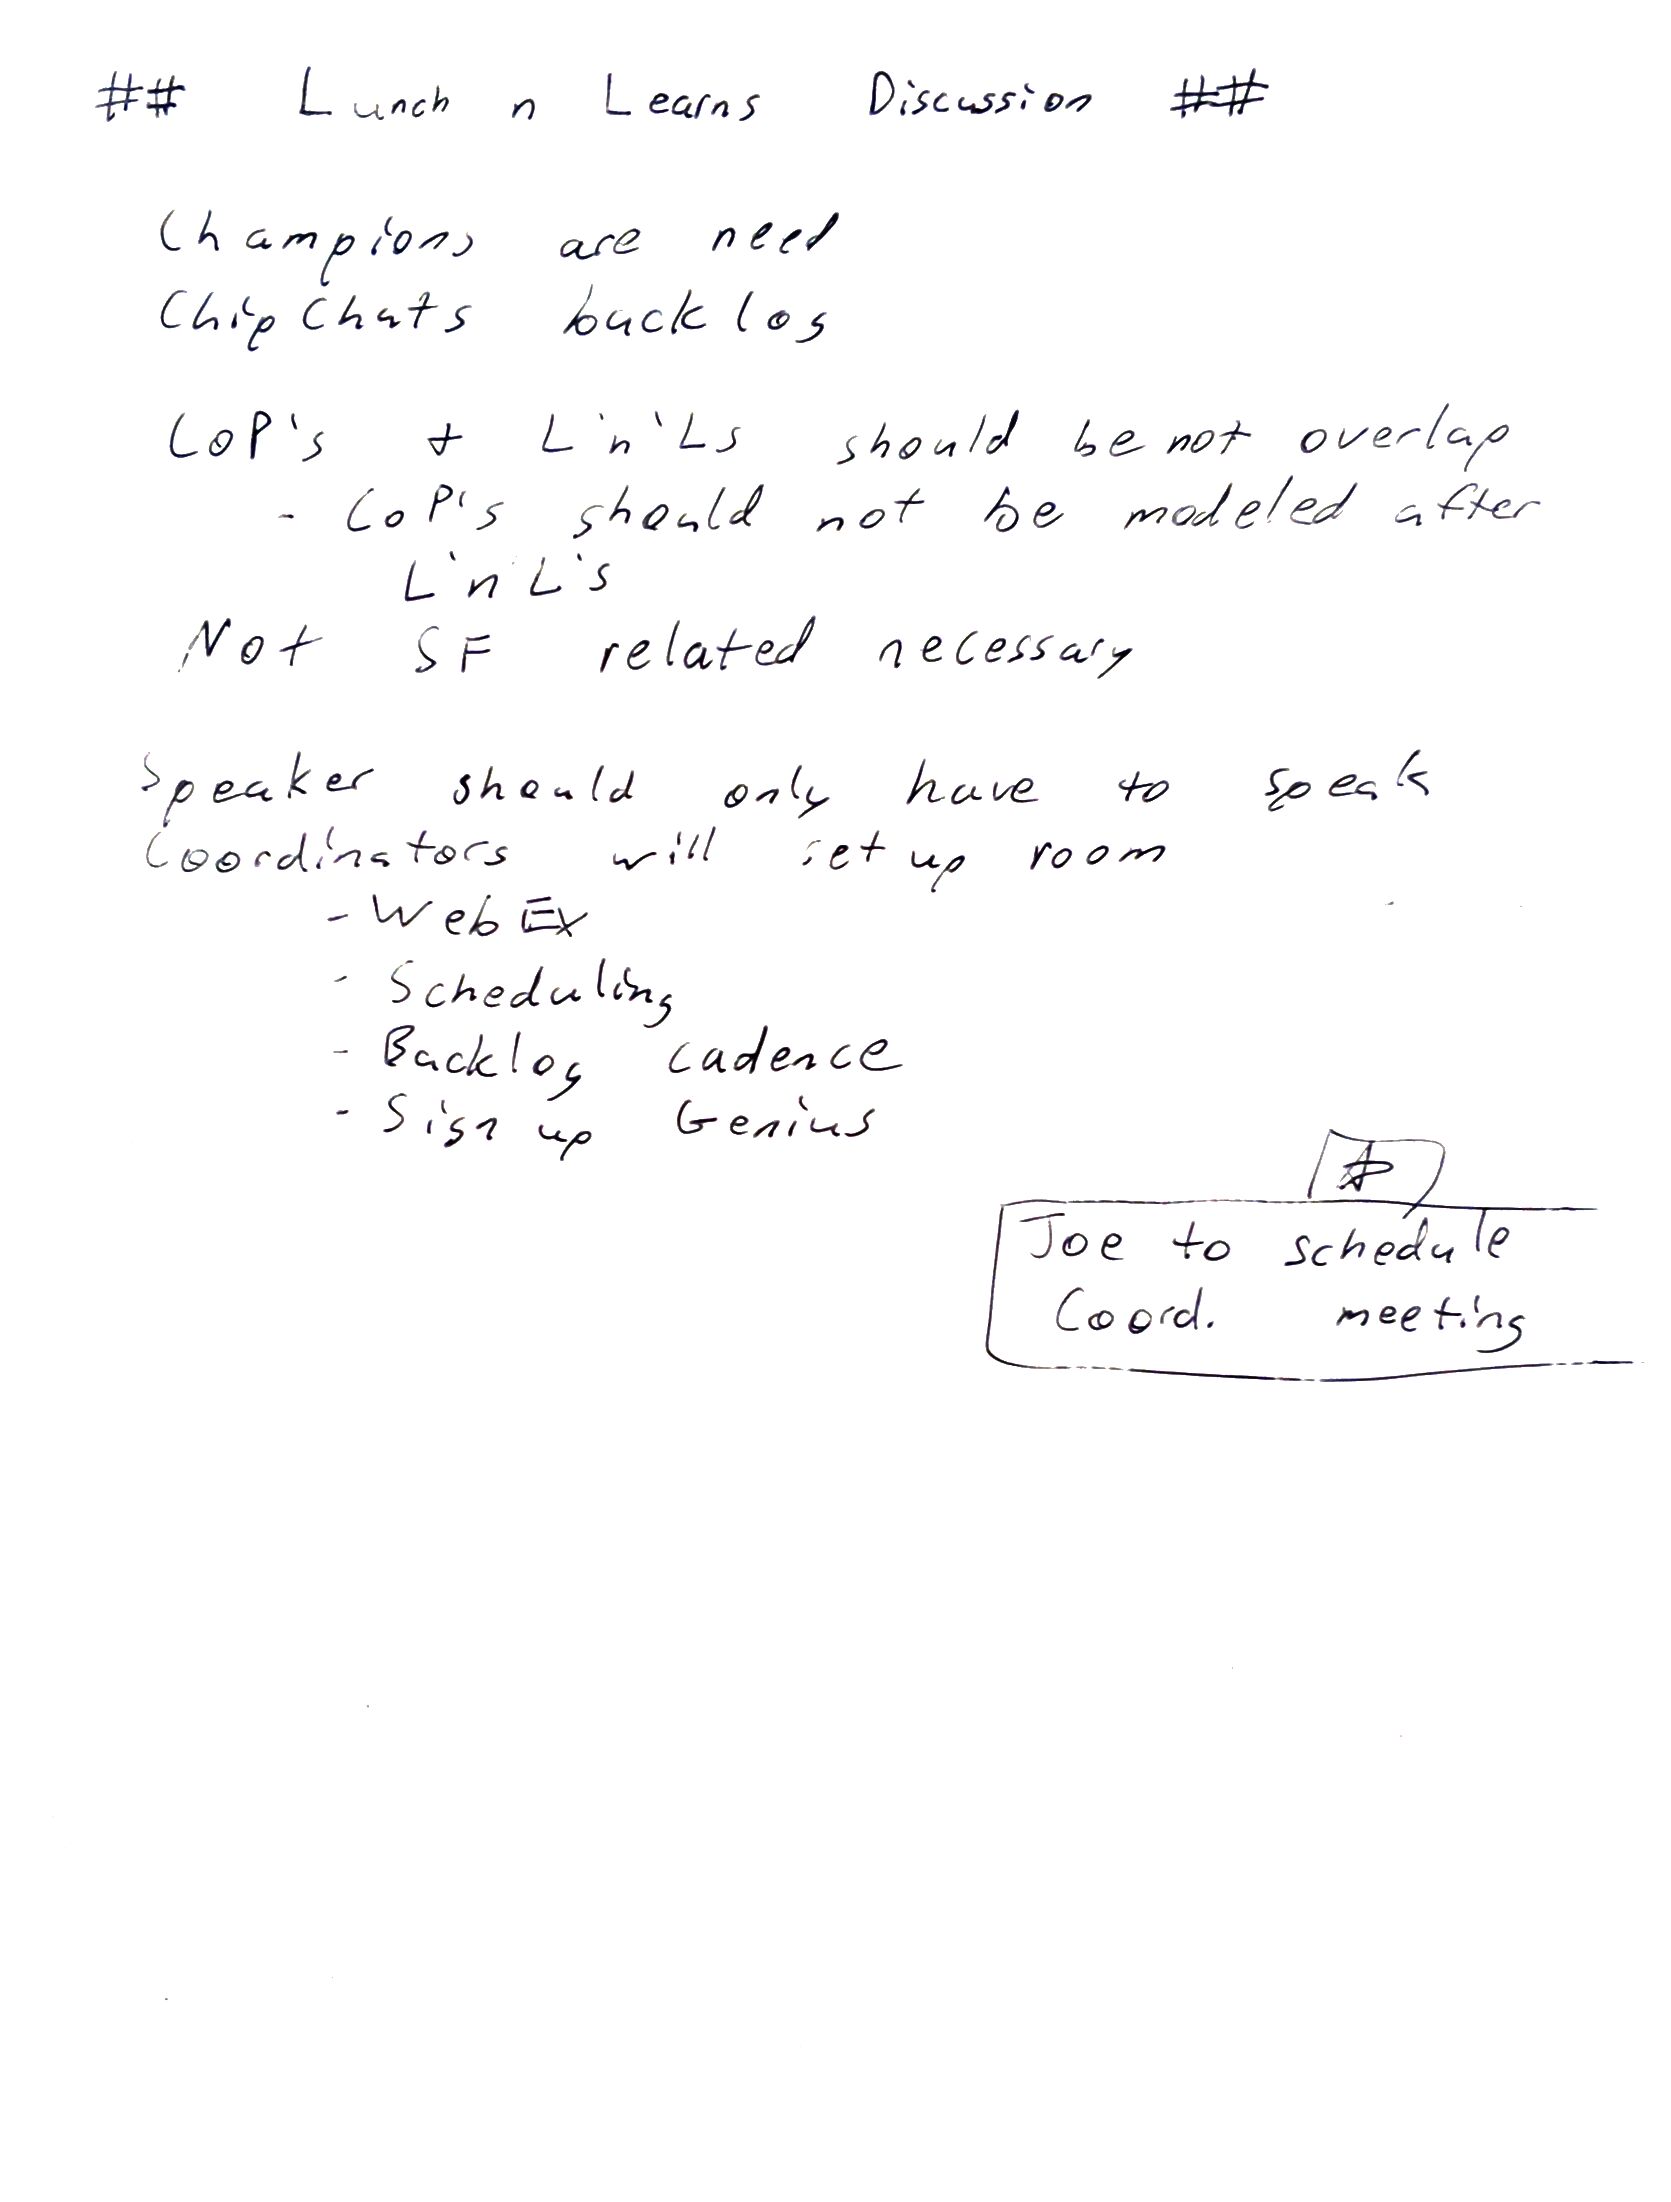 ## Lunch n Learns Discussion ##
Champions are need
ChipChats backlog
CoP's + L'n'Ls should be not overlap
- CoP's should not be modeled after
L'n'L's
Not SF related necessary
Speaker should only have to speak
Coordinators will set up room
- WebEx
- Scheduling
- Backlog cadence
- Sign up Genius
Joe to schedule
Coord. meeting